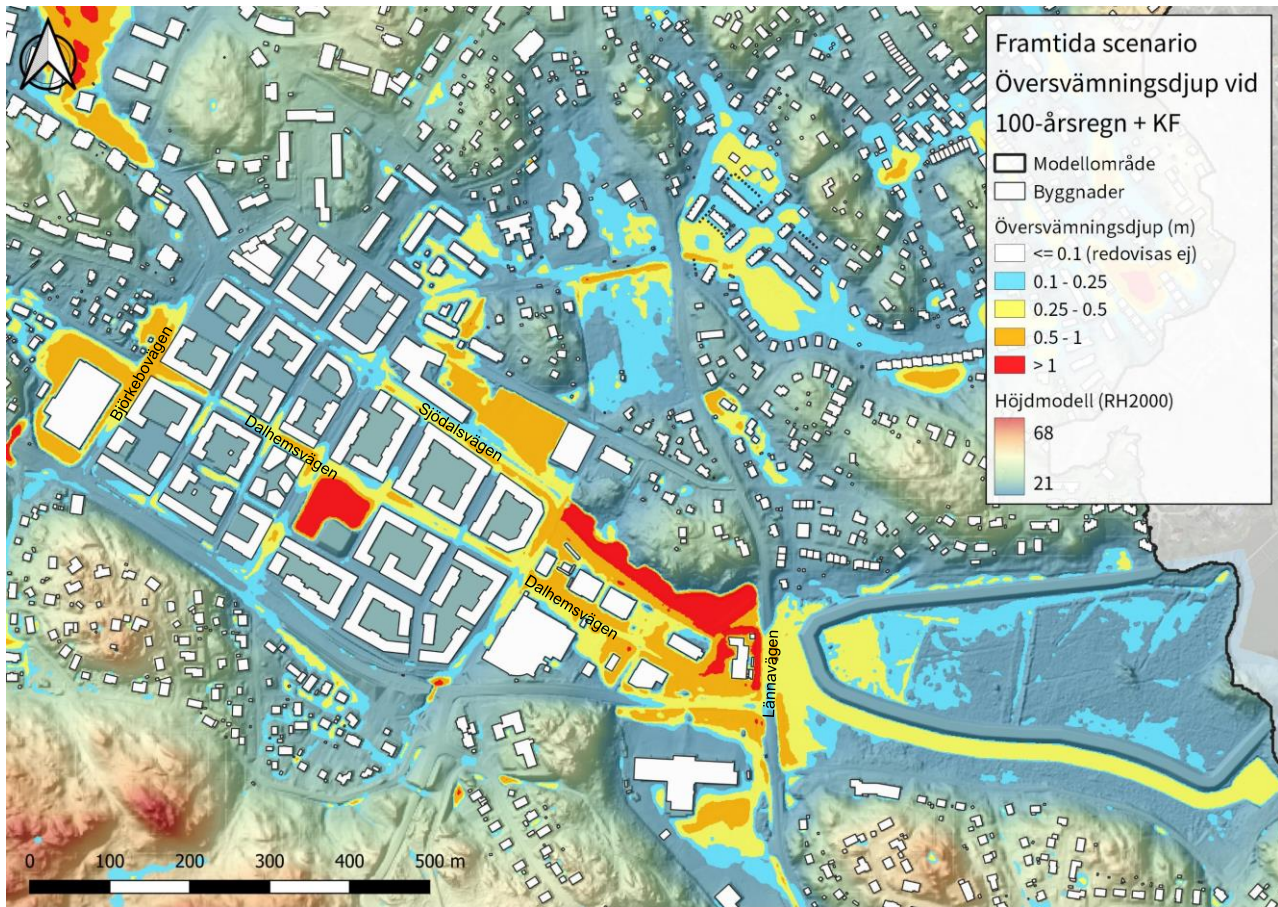 Framtida scenario
Översvämningsdjup vid
100-årsregn + KF
Modellområde
Byggnader
Översvämningsdjup (m)
<= 0.1 (redovisas ej)
0.1 - 0.25
0.25 - 0.5
0.5 - 1
> 1
Höjdmodell (RH2000)
68
21
Björkebovägen
Dalhemsvägen
Sjödalsvägen
Dalhemsvägen
Lännavägen
0 100 200 300 400 500 m